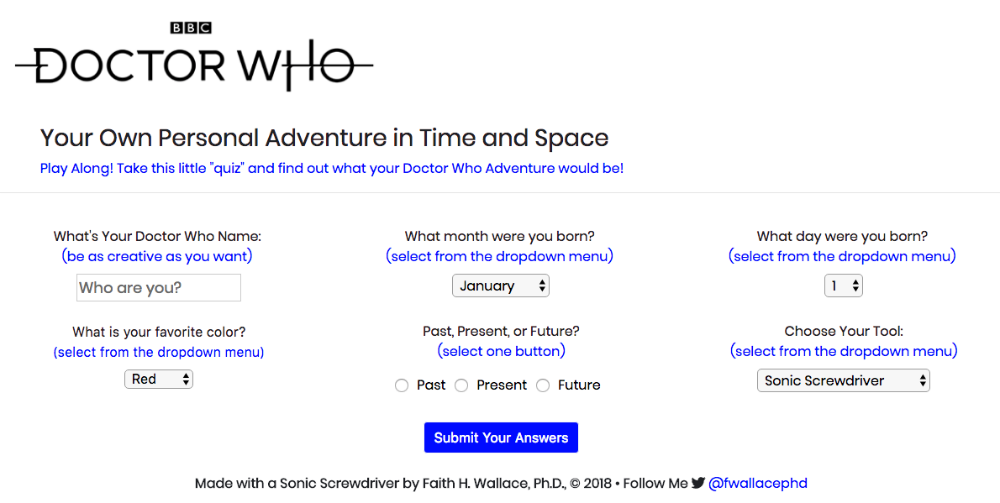 BBC
DOCTOR WHO
Your Own Personal Adventure in Time and Space
Play Along! Take this little "quiz" and find out what your Doctor Who Adventure would be!
What's Your Doctor Who Name:
(be as creative as you want)
Who are you?
What month were you born?
(select from the dropdown menu)
January
What day were you born?
(select from the dropdown menu)
1
What is your favorite color?
(select from the dropdown menu)
Red
Past, Present, or Future?
(select one button)
Past Present Future
Choose Your Tool:
(select from the dropdown menu)
Sonic Screwdriver
Submit Your Answers
Made with a Sonic Screwdriver by Faith H. Wallace, Ph.D., © 2018 • Follow Me @fwallacephd